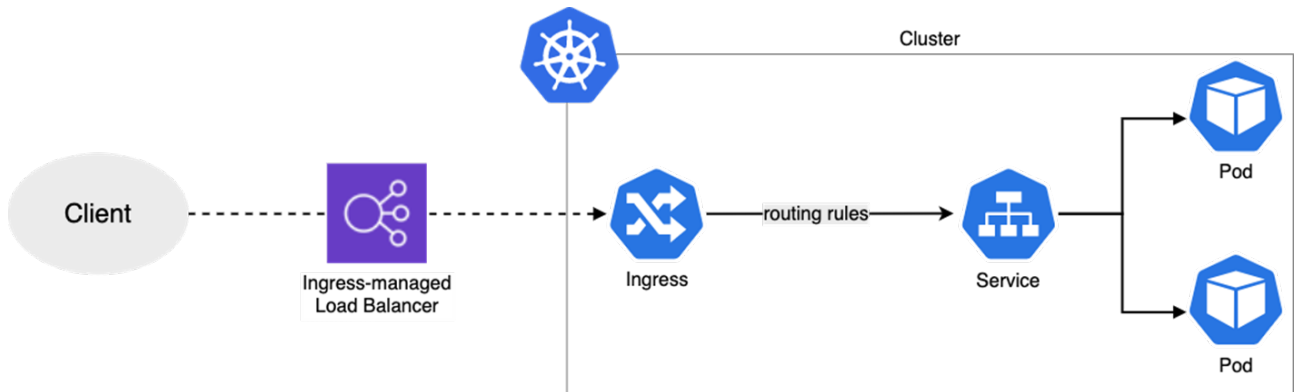 Cluster
Pod
Client
routing rules
Ingress-managed
Load Balancer
Ingress
Service
Pod